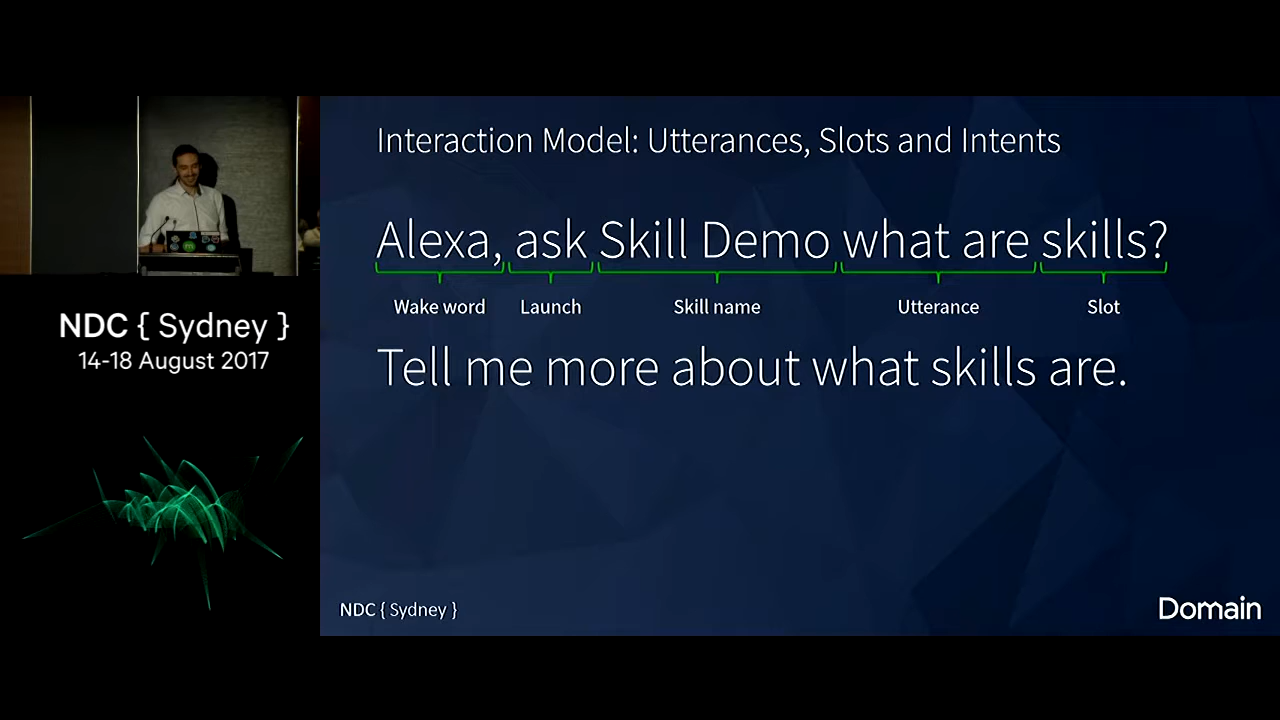 NDC { Sydney }
14-18 August 2017
Interaction Model: Utterances, Slots and Intents
Alexa, ask Skill Demo what are skills?
Wake word Launch Skill name Utterance Slot
Tell me more about what skills are.
NDC { Sydney }
Domain